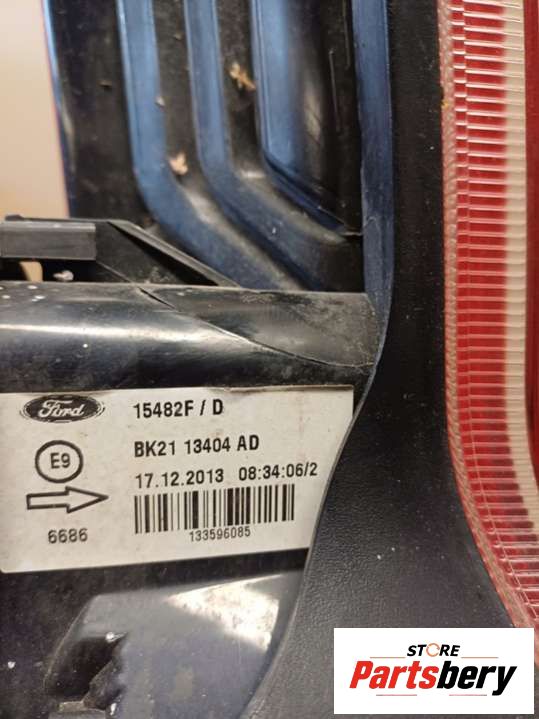 Ford
15482F / D
E9
BK21 13404 AD
17.12.2013 08:34:06/2
6686
133596085
STORE
Partsbery